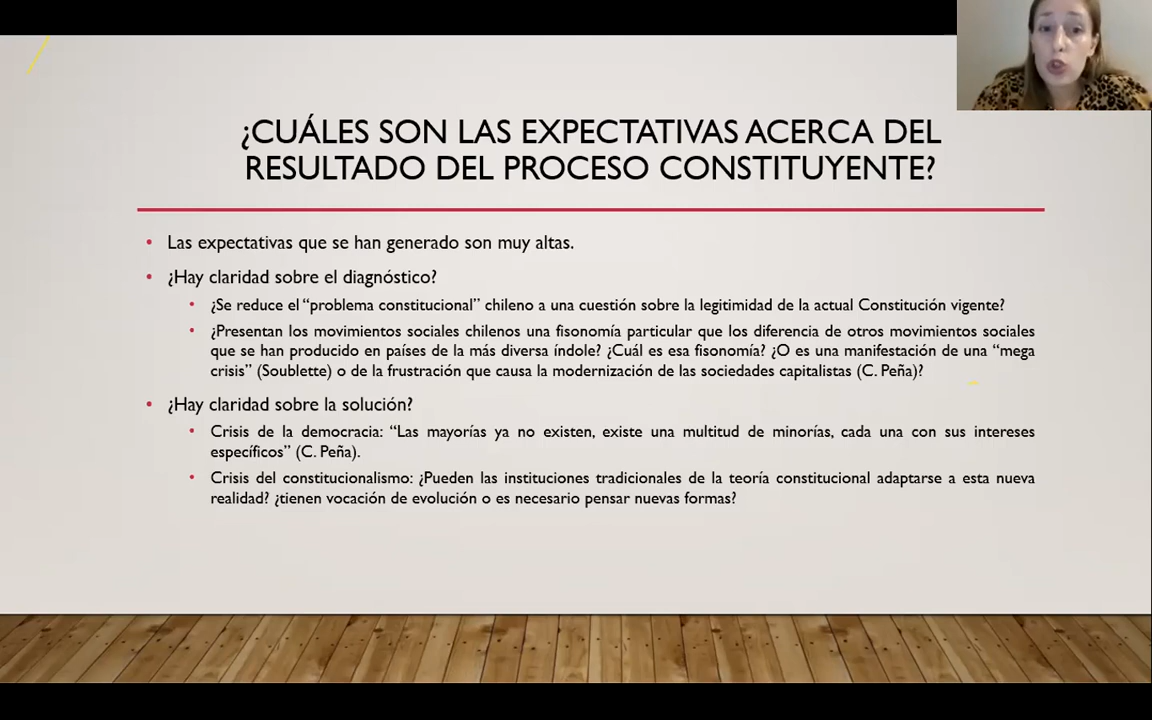 ¿CUÁLES SON LAS EXPECTATIVAS ACERCA DEL
RESULTADO DEL PROCESO CONSTITUYENTE?
• Las expectativas que se han generado son muy altas.
• ¿Hay claridad sobre el diagnóstico?
• ¿Se reduce el “problema constitucional” chileno a una cuestión sobre la legitimidad de la actual Constitución vigente?
• ¿Presentan los movimientos sociales chilenos una fisonomía particular que los diferencia de otros movimientos sociales
que se han producido en países de la más diversa índole? ¿Cuál es esa fisonomía? ¿O es una manifestación de una “mega
crisis” (Soublette) o de la frustración que causa la modernización de las sociedades capitalistas (C. Peña)?
• ¿Hay claridad sobre la solución?
• Crisis de la democracia: “Las mayorías ya no existen, existe una multitud de minorías, cada una con sus intereses
específicos” (C. Peña).
• Crisis del constitucionalismo: ¿Pueden las instituciones tradicionales de la teoría constitucional adaptarse a esta nueva
realidad? ¿tienen vocación de evolución o es necesario pensar nuevas formas?